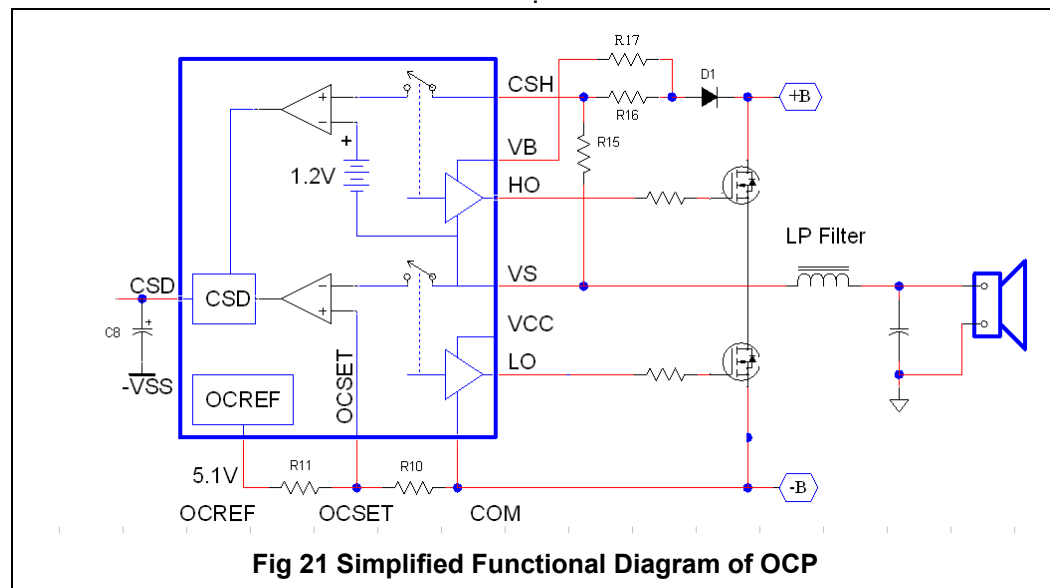 R17
D1
CSH
+B
R16
R15
VB
1.2V
HO
LP Filter
CSD
CSD
VS
C8
VCC
-VSS
LO
OCSET
OCREF
5.1V
R11
R10
-B
OCREF
OCSET
COM
Fig 21 Simplified Functional Diagram of OCP